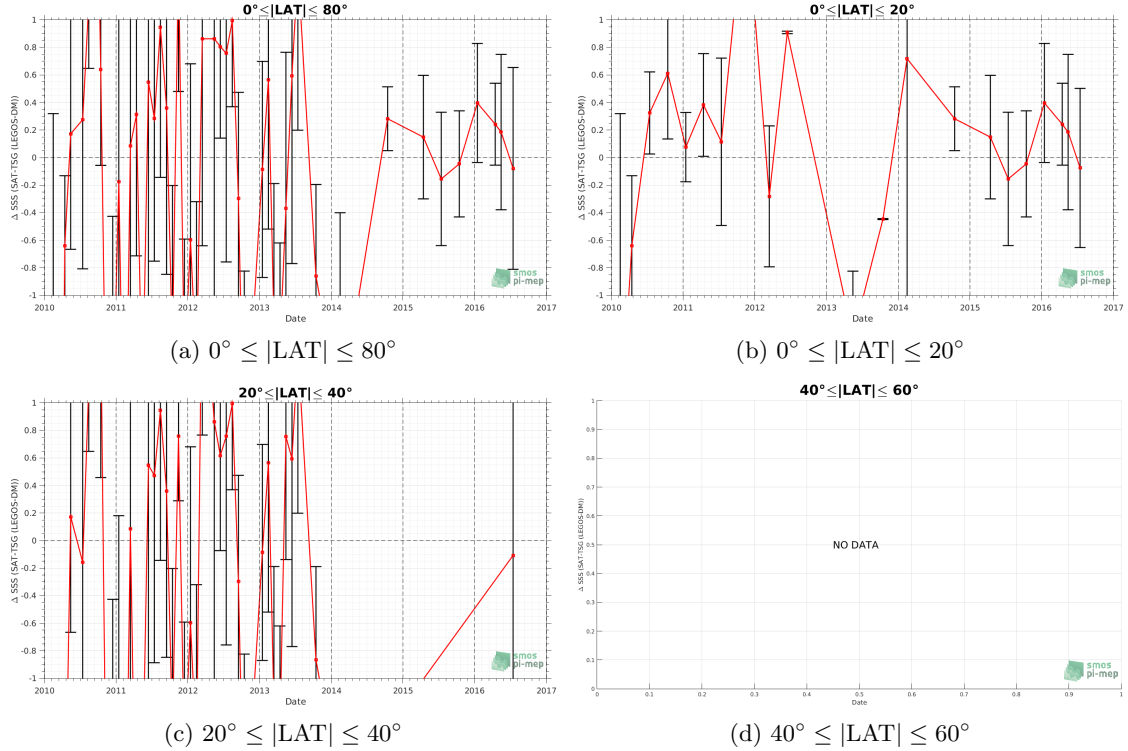 0°≤|LAT|≤ 80°
Δ SSS (SAT-TSG (LEGOS-DM))
1
0.8
0.6
0.4
0.2
0
-0.2
-0.4
-0.6
-0.8
-1
2010 2011 2012 2013 2014 2015 2016 2017
Date
smos
pi-mep
(a) 0° ≤ |LAT| ≤ 80°
0°≤|LAT|≤ 20°
Δ SSS (SAT-TSG (LEGOS-DM))
1
0.8
0.6
0.4
0.2
0
-0.2
-0.4
-0.6
-0.8
-1
2010 2011 2012 2013 2014 2015 2016 2017
Date
smos
pi-mep
(b) 0° ≤ |LAT| ≤ 20°
20°≤|LAT|≤ 40°
Δ SSS (SAT-TSG (LEGOS-DM))
1
0.8
0.6
0.4
0.2
0
-0.2
-0.4
-0.6
-0.8
-1
2010 2011 2012 2013 2014 2015 2016 2017
Date
smos
pi-mep
(c) 20° ≤ |LAT| ≤ 40°
40°≤|LAT|≤ 60°
Δ SSS (SAT-TSG (LEGOS-DM))
1
0.9
0.8
0.7
0.6
0.5
0.4
0.3
0.2
0.1
0
NO DATA
0 0.1 0.2 0.3 0.4 0.5 0.6 0.7 0.8 0.9 1
Date
smos
pi-mep
(d) 40° ≤ |LAT| ≤ 60°